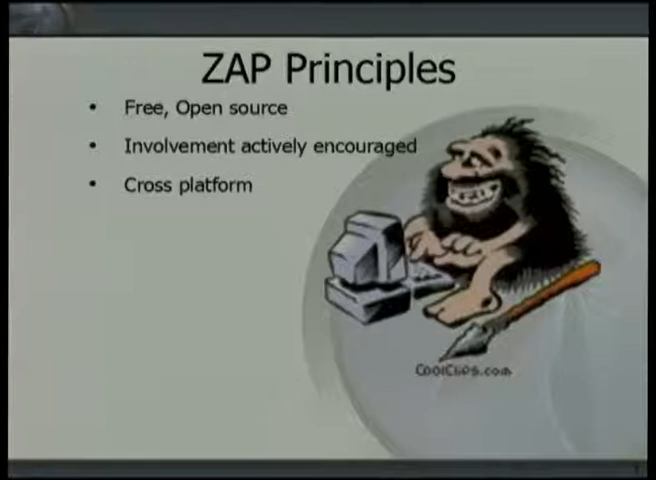 ZAP Principles
• Free, Open source
• Involvement actively encouraged
• Cross platform
COOLCLIPS.com